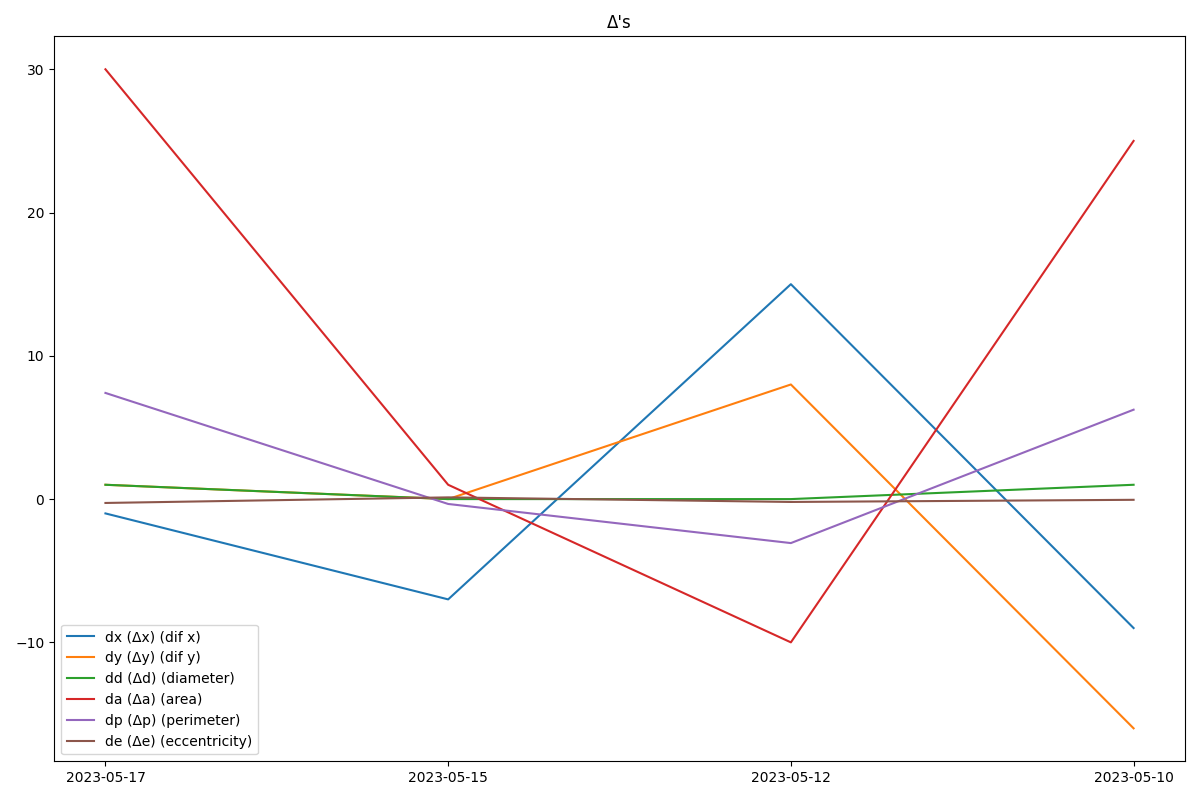 Δ's
30
20
10
0
−10
dx (Δx) (dif x)
dy (Δy) (dif y)
dd (Δd) (diameter)
da (Δa) (area)
dp (Δp) (perimeter)
de (Δe) (eccentricity)
2023-05-17
2023-05-15
2023-05-12
2023-05-10